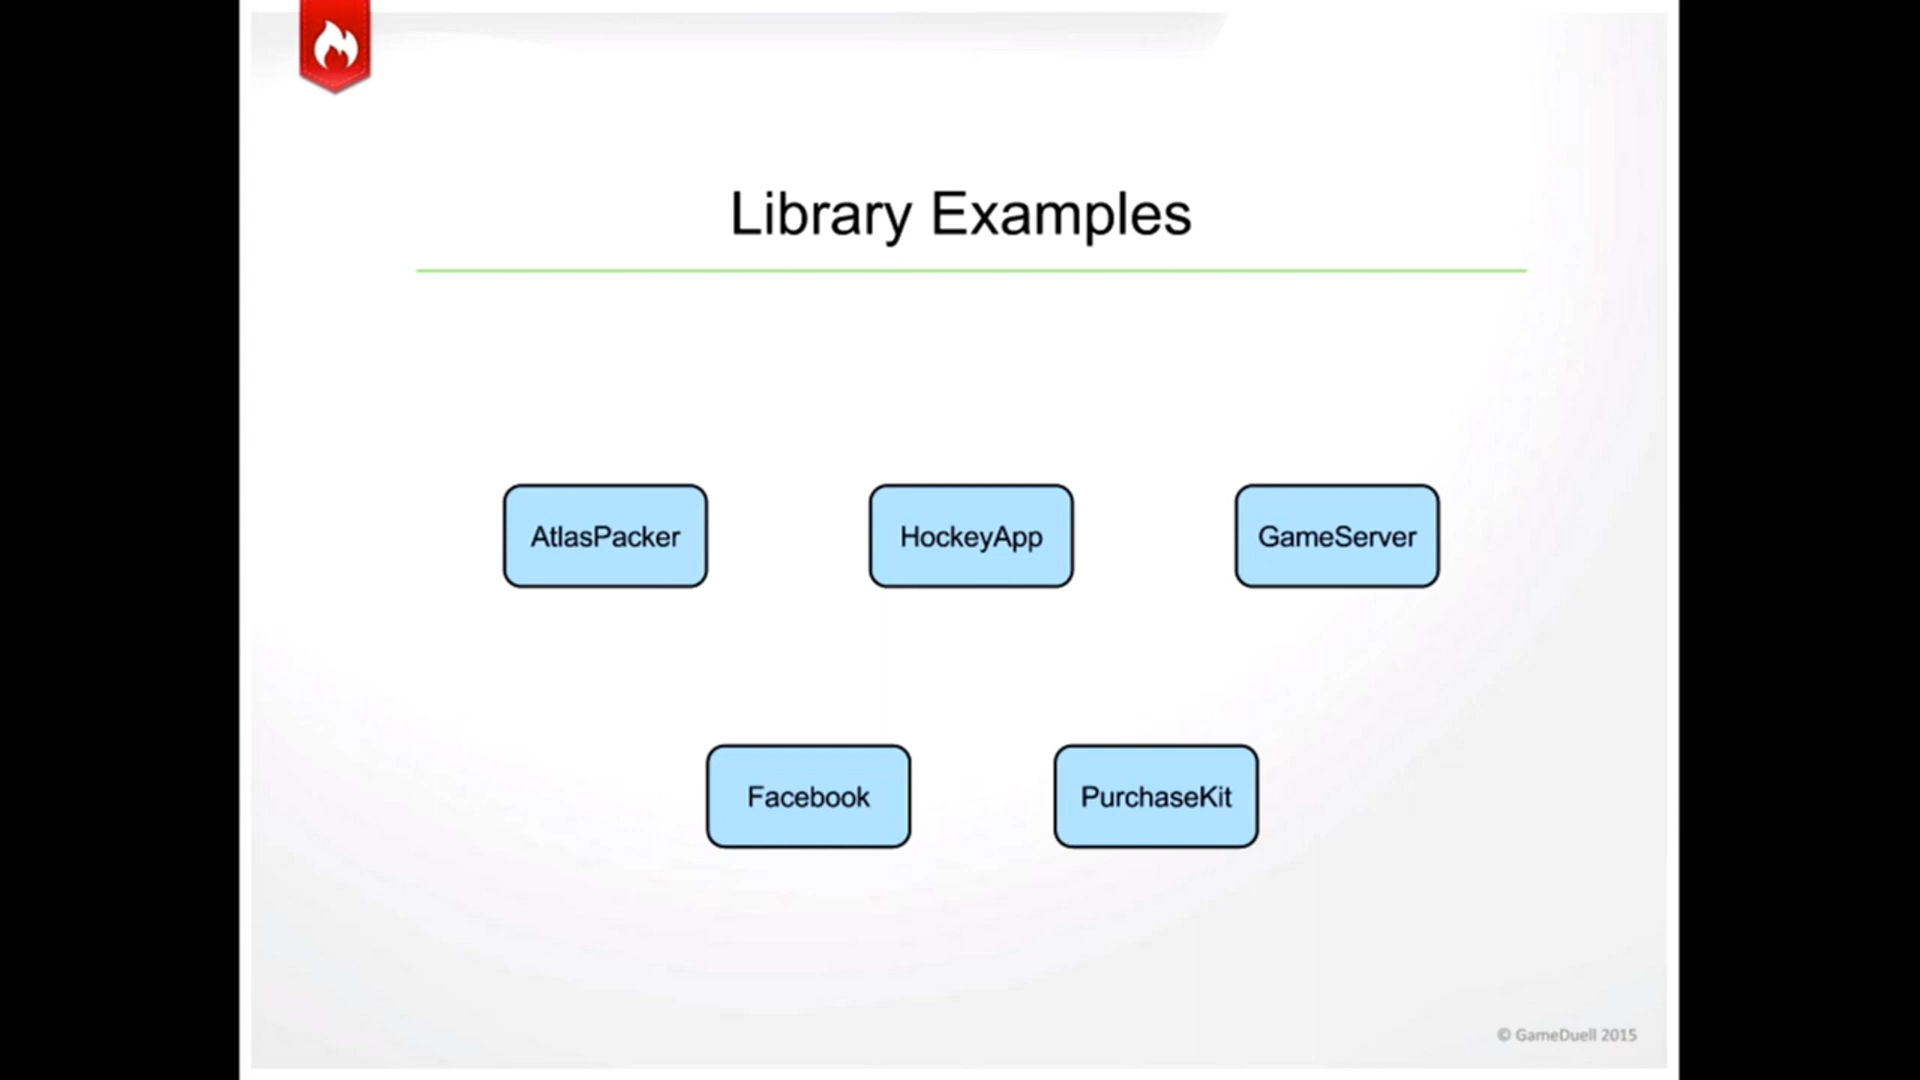 Library Examples
AtlasPacker
HockeyApp
GameServer
Facebook
PurchaseKit
© GameDuell 2015